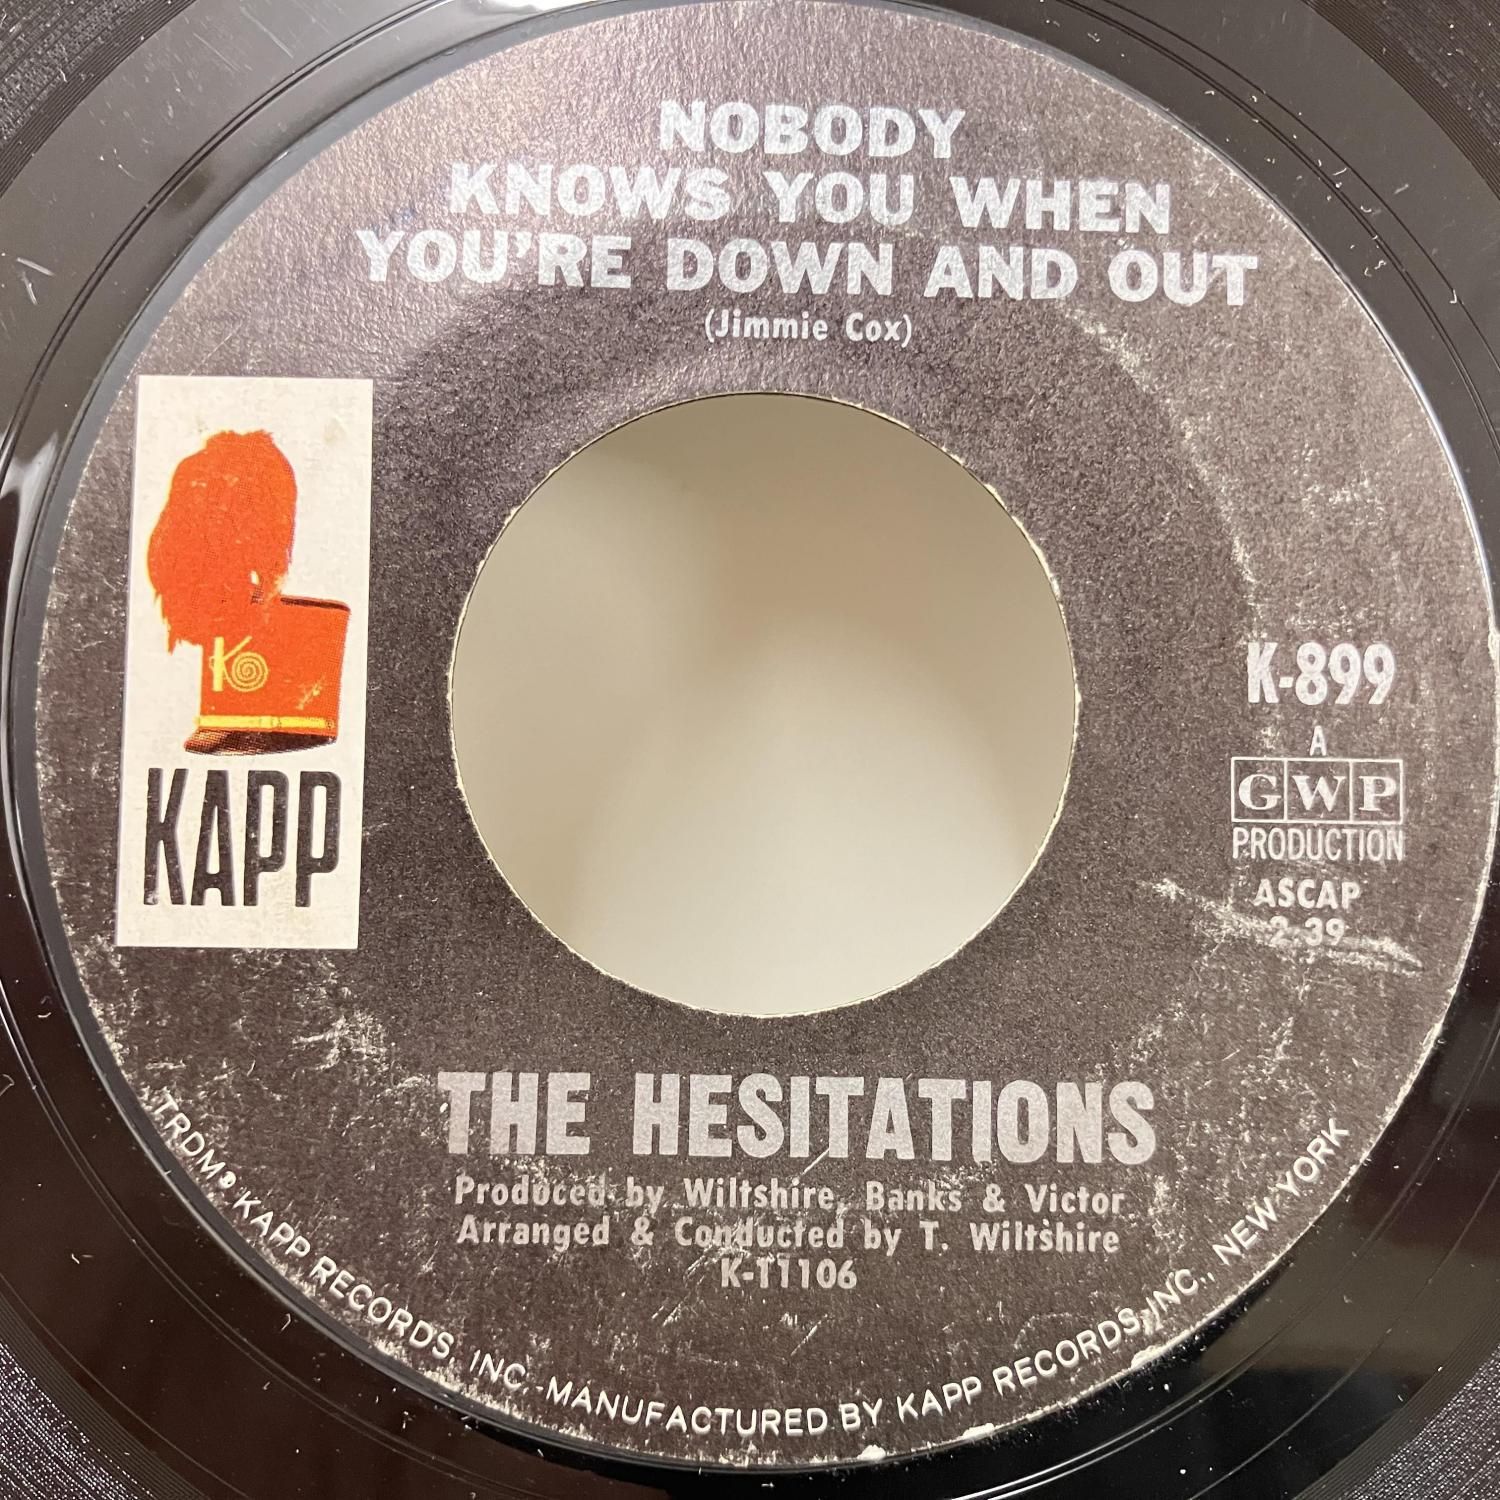 NOBODY
KNOWS YOU WHEN
YOU'RE DOWN AND OUT
(Jimmie Cox)
K
KAPP
K-899
A
GWP
PRODUCTION
ASCAP
2:39
THE HESITATIONS
Produced by Wiltshire, Banks & Victor
Arranged & Conducted by T. Wiltshire
K-T1106
TRDM® KAPP RECORDS, INC.-MANUFACTURED BY KAPP RECORDS, INC., NEW YORK